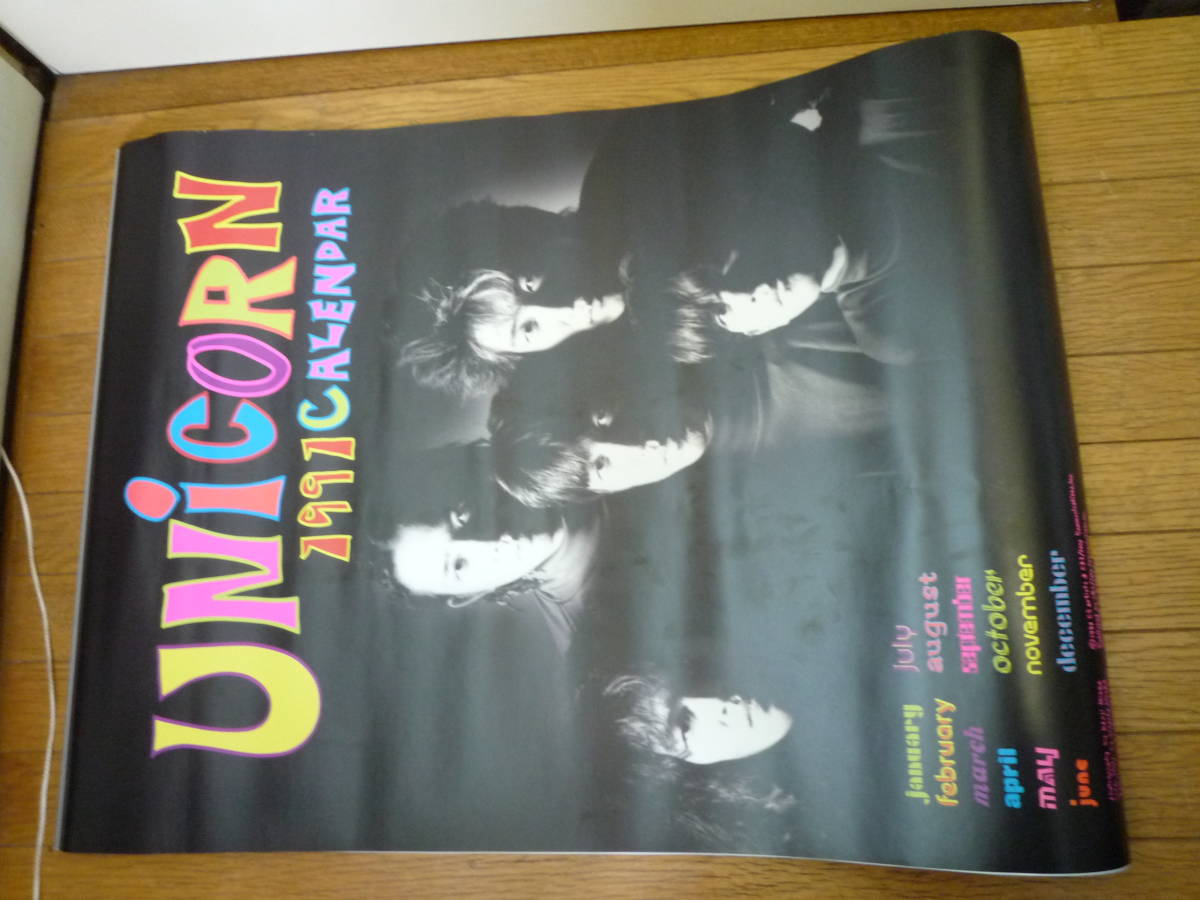 UNiCORN
1991 CALENDAR
january
february
march
april
MAY
june
july
august
september
october
november
december